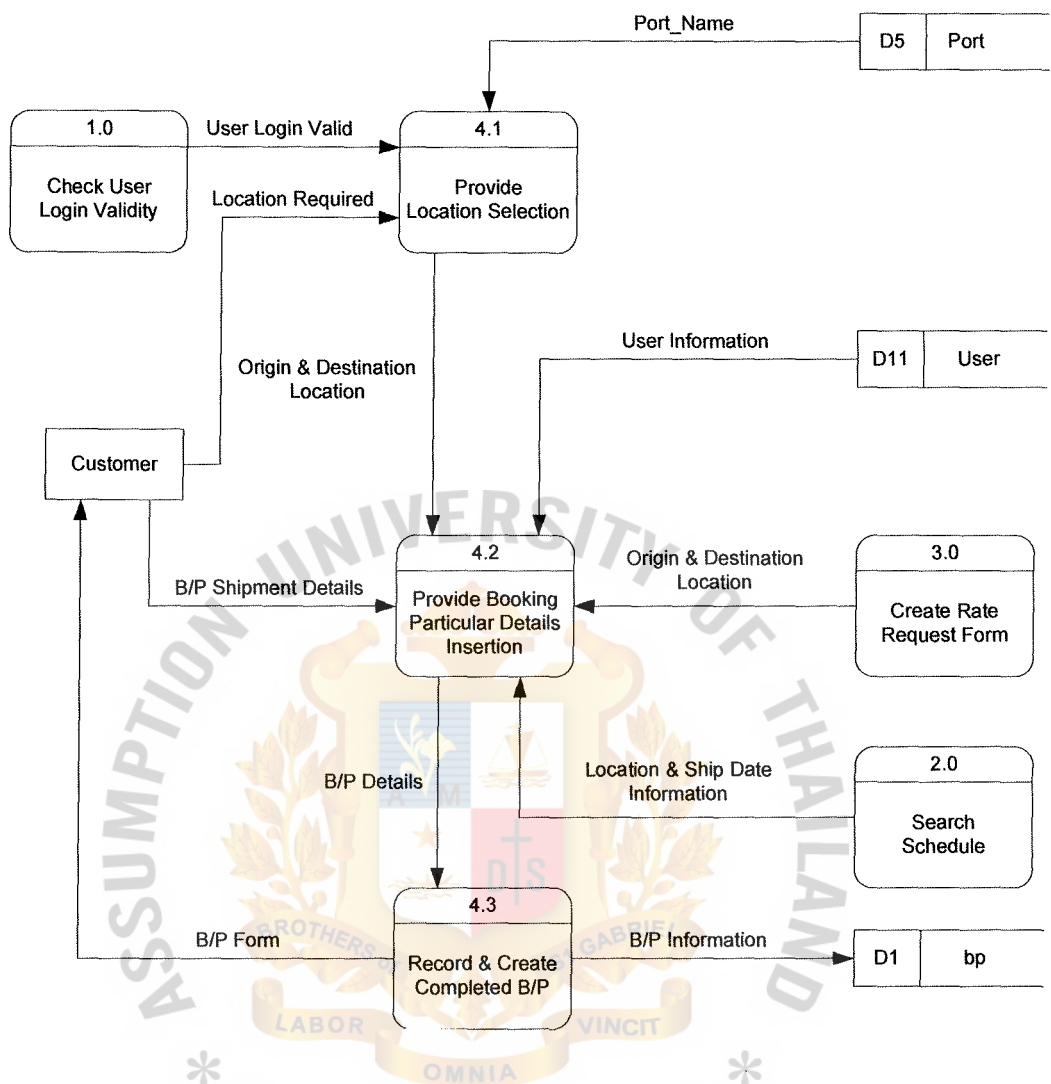 Port_Name
D5
Port
1.0
Check User
Login Validity
User Login Valid
4.1
Provide
Location Selection
Location Required
Origin & Destination
Location
User Information
D11
User
Customer
B/P Shipment Details
4.2
Provide Booking
Particular Details
Insertion
Origin & Destination
Location
3.0
Create Rate
Request Form
B/P Details
Location & Ship Date
Information
2.0
Search
Schedule
4.3
Record & Create
Completed B/P
B/P Form
B/P Information
D1
bp
ASSUMPTION UNIVERSITY OF THAILAND
A M
D S
BROTHERS OF ST GABRIEL
LABOR
OMNIA
VINCIT